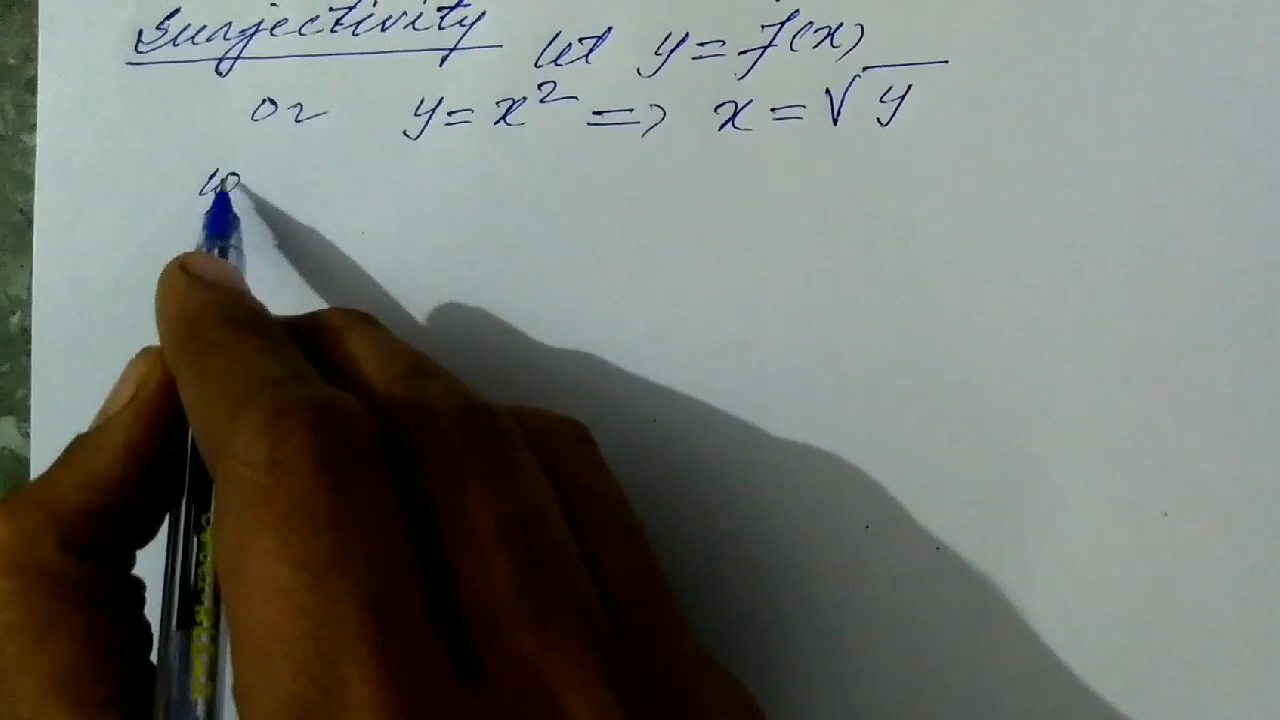 Surjectivity let y = f(x)
or y = x² => x = √y